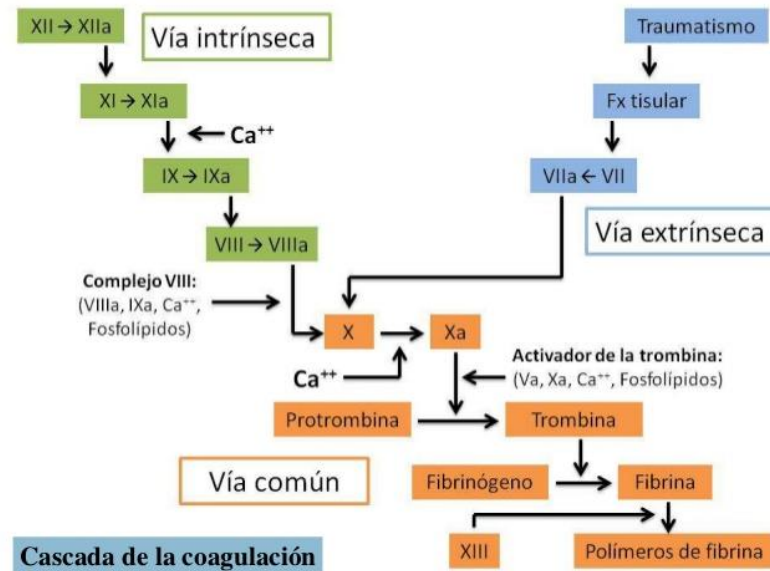 XII → XIIa
Vía intrínseca
XI → XIa
Ca⁺⁺
IX → IXa
VIII → VIIIa
Complejo VIII:
(VIIIa, IXa, Ca⁺⁺,
Fosfolípidos)
Traumatismo
Fx tisular
VIIa ← VII
Vía extrínseca
X
Xa
Ca⁺⁺
Activador de la trombina:
(Va, Xa, Ca⁺⁺, Fosfolípidos)
Protrombina
Trombina
Vía común
Fibrinógeno
Fibrina
XIII
Polímeros de fibrina
Cascada de la coagulación